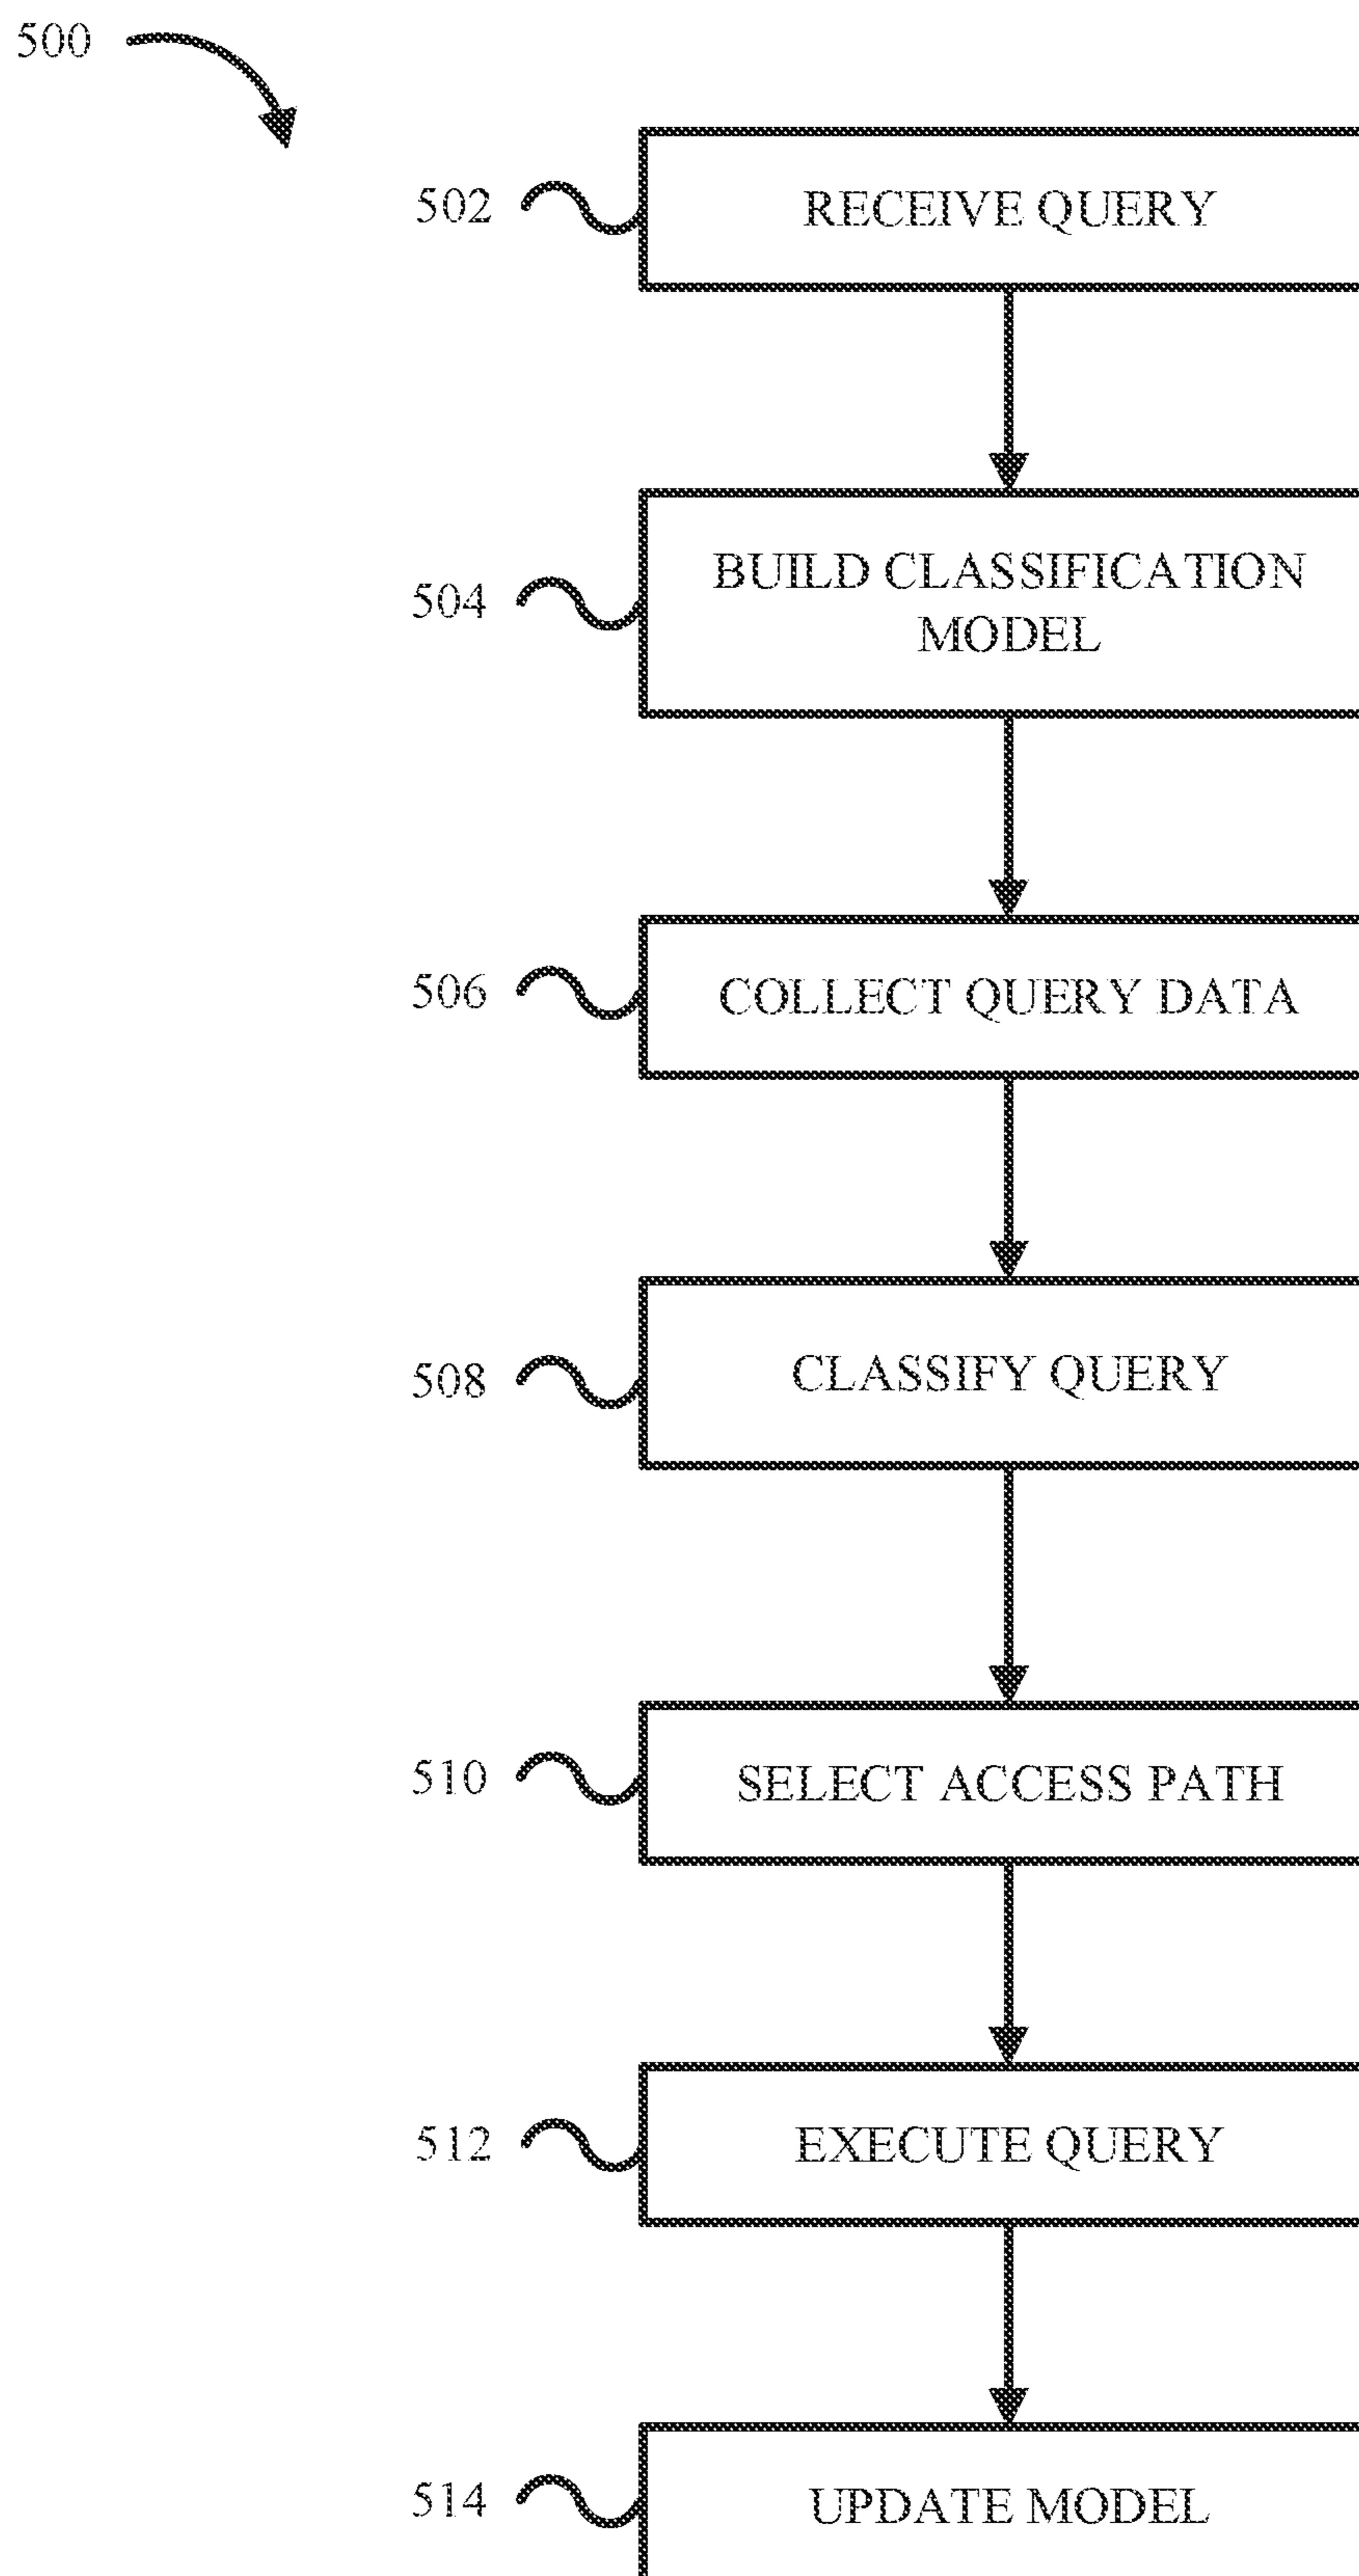 500
502
RECEIVE QUERY
504
BUILD CLASSIFICATION
MODEL
506
COLLECT QUERY DATA
508
CLASSIFY QUERY
510
SELECT ACCESS PATH
512
EXECUTE QUERY
514
UPDATE MODEL